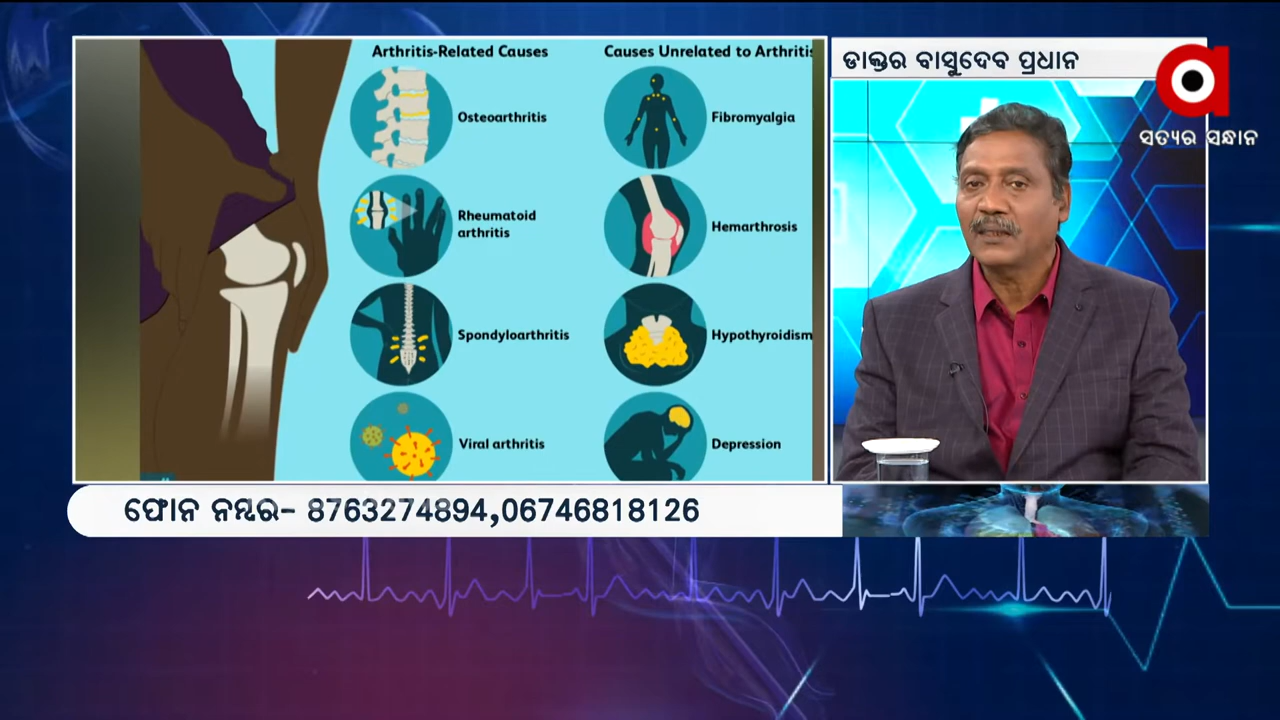 Arthritis-Related Causes
Causes Unrelated to Arthritis
Osteoarthritis
Fibromyalgia
Rheumatoid
arthritis
Hemarthrosis
Spondyloarthritis
Hypothyroidism
Viral arthritis
Depression
ଡାକ୍ତର ବାସୁଦେବ ପ୍ରଧାନ
a
ସତ୍ୟର ସନ୍ଧାନ
ଫୋନ ନମ୍ବର- 8763274894,06746818126